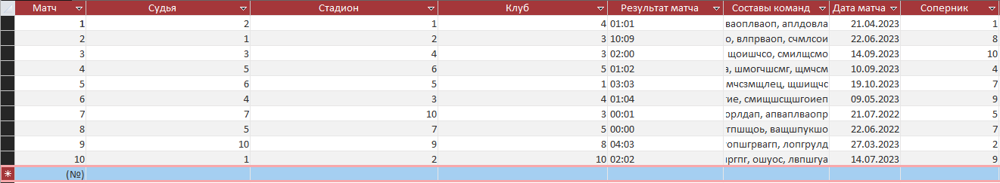 Матч Судья Стадион Клуб Результат матча Составы команд Дата матча Соперник
1 2 1 4 01:01 ваоплваоп, аплдовла 21.04.2023 1
2 1 2 3 10:09 о, влпрваоп, счмлсои 22.06.2023 8
3 3 4 3 02:00 щоишчсо, смилщсмо 14.09.2023 10
4 5 6 5 01:02 а, шмогчшсмг, щмчсм 10.09.2023 4
5 6 5 1 03:03 мчсзмщлец, щшищчс 19.10.2023 7
6 4 3 4 01:04 гие, смищшсщшгоиеп 09.05.2023 9
7 7 10 3 00:01 орлдап, апваплваопр 21.07.2022 5
8 5 7 5 00:00 гпшщоь, ващшпукшо 22.06.2022 7
9 10 9 8 04:03 опшгрвагп, лопгрулд 27.03.2023 2
10 1 2 10 02:02 иргпг, ошуос, лвпшгуа 14.07.2023 9
(№)